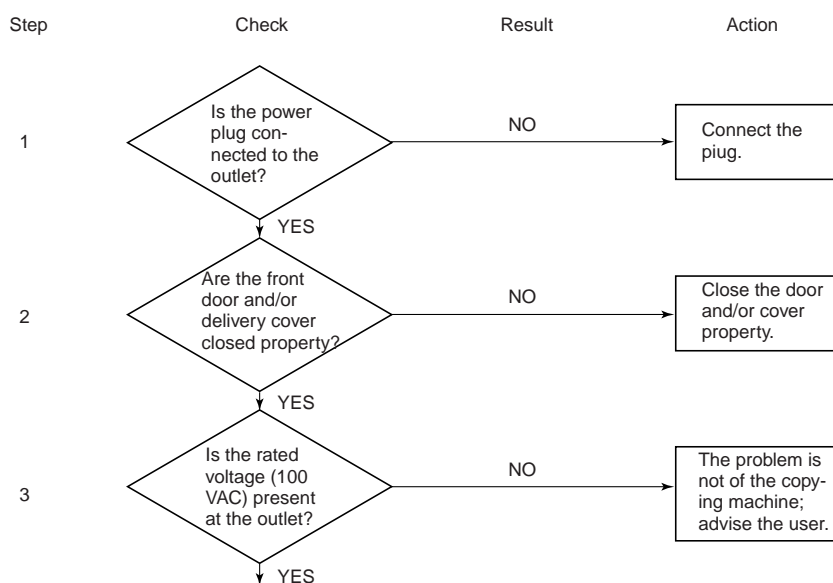 Step Check Result Action
1
Is the power
plug con-
nected to the
outlet?
NO
Connect the
piug.
YES
2
Are the front
door and/or
delivery cover
closed property?
NO
Close the door
and/or cover
property.
YES
3
Is the rated
voltage (100
VAC) present
at the outlet?
NO
The problem is
not of the copy-
ing machine;
advise the user.
YES